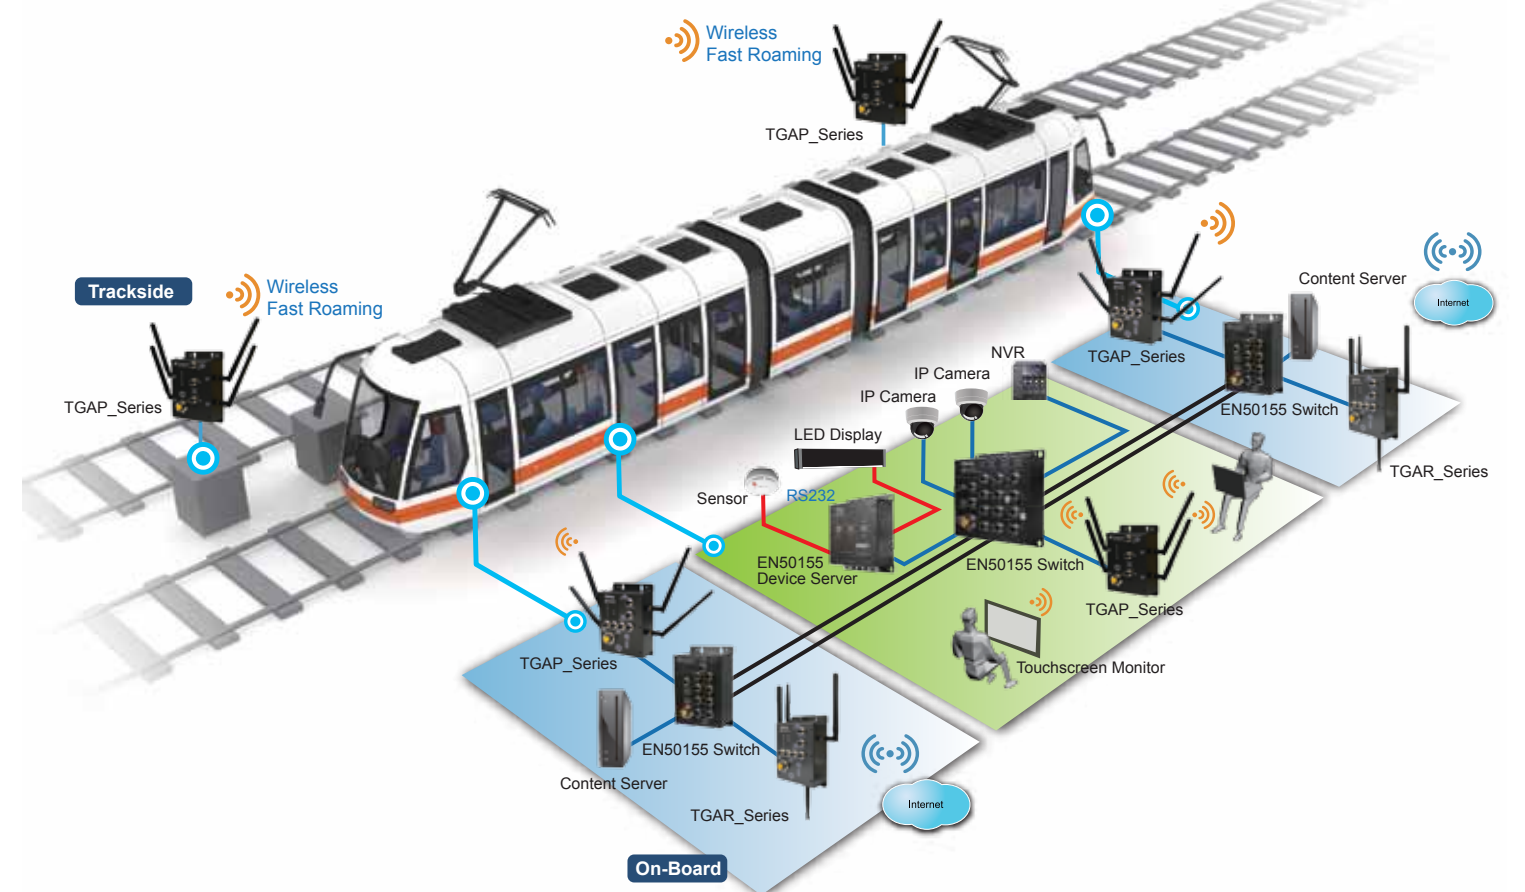 Wireless
Fast Roaming
TGAP_Series
Trackside
Wireless
Fast Roaming
TGAP_Series
Content Server
Internet
TGAP_Series
EN50155 Switch
TGAR_Series
NVR
IP Camera
IP Camera
LED Display
Sensor
RS232
EN50155
Device Server
EN50155 Switch
TGAP_Series
Touchscreen Monitor
TGAP_Series
EN50155 Switch
Content Server
TGAR_Series
Internet
On-Board